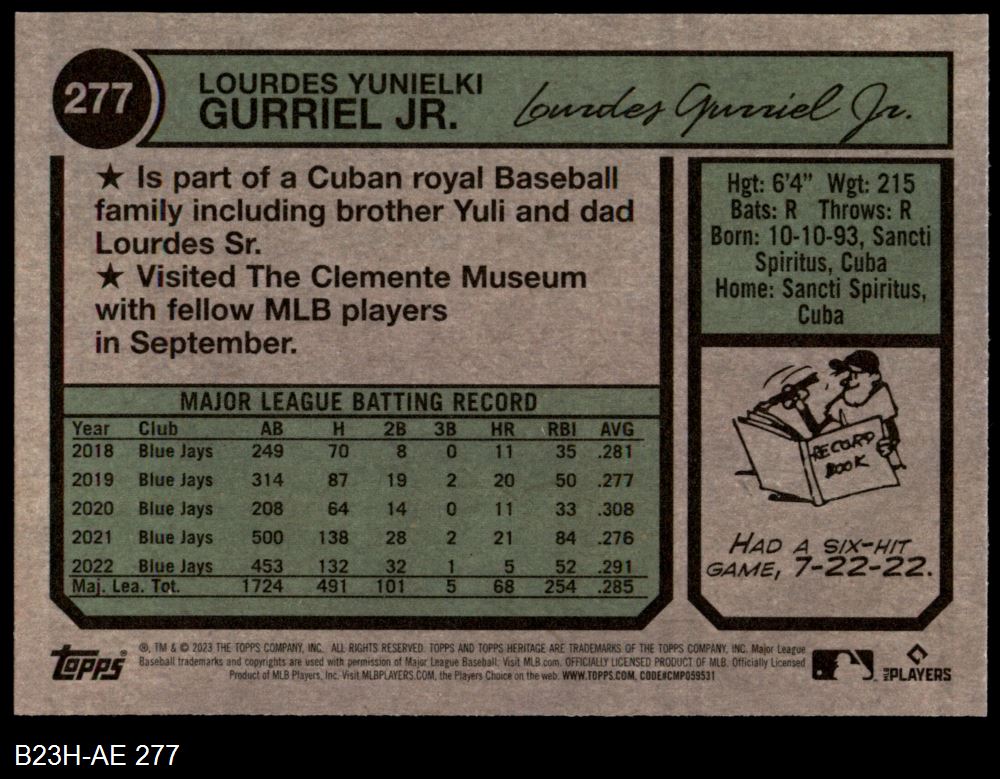 277
LOURDES YUNIELKI
GURRIEL JR.
Lourdes Gurriel Jr.
★ Is part of a Cuban royal Baseball
family including brother Yuli and dad
Lourdes Sr.
★ Visited The Clemente Museum
with fellow MLB players
in September.
Hgt: 6'4" Wgt: 215
Bats: R Throws: R
Born: 10-10-93, Sancti
Spiritus, Cuba
Home: Sancti Spiritus,
Cuba
MAJOR LEAGUE BATTING RECORD
Year Club AB H 2B 3B HR RBI AVG
2018 Blue Jays 249 70 8 0 11 35 .281
2019 Blue Jays 314 87 19 2 20 50 .277
2020 Blue Jays 208 64 14 0 11 33 .308
2021 Blue Jays 500 138 28 2 21 84 .276
2022 Blue Jays 453 132 32 1 5 52 .291
Maj. Lea. Tot. 1724 491 101 5 68 254 .285
RECORD
BOOK
HAD A SIX-HIT
GAME, 7-22-22.
Topps
®, TM & © 2023 THE TOPPS COMPANY, INC. ALL RIGHTS RESERVED. TOPPS AND TOPPS HERITAGE ARE TRADEMARKS OF THE TOPPS COMPANY, INC. Major League
Baseball trademarks and copyrights are used with permission of Major League Baseball. Visit MLB.com. OFFICIALLY LICENSED PRODUCT OF MLB. Officially Licensed
Product of MLB Players, Inc. Visit MLBPLAYERS.COM, the Players Choice on the web. WWW.TOPPS.COM. CODE#CMP059531
MLB PLAYERS
B23H-AE 277